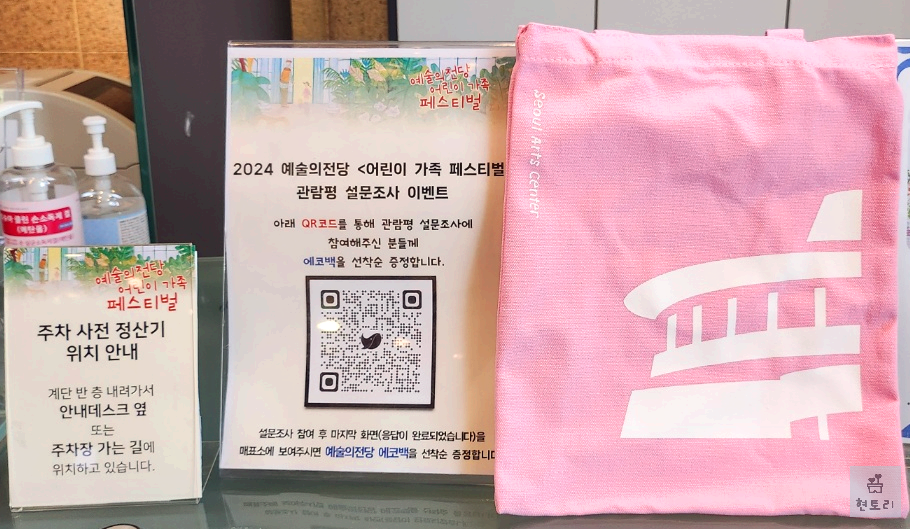 예술의전당
어린이 가족
페스티벌
2024 예술의전당 <어린이 가족 페스티벌
관람평 설문조사 이벤트
아래 QR코드를 통해 관람평 설문조사에
참여해주신 분들께
에코백을 선착순 증정합니다.
설문조사 참여 후 마지막 화면(응답이 완료되었습니다)을
매표소에 보여주시면 예술의전당 에코백을 선착순 증정합니
Seoul Arts Center
손소독제
(에탄올)
예술의전당
어린이 가족
페스티벌
주차 사전 정산기
위치 안내
계단 반 층 내려가서
안내데스크 옆
또는
주차장 가는 길에
위치하고 있습니다.
현토리